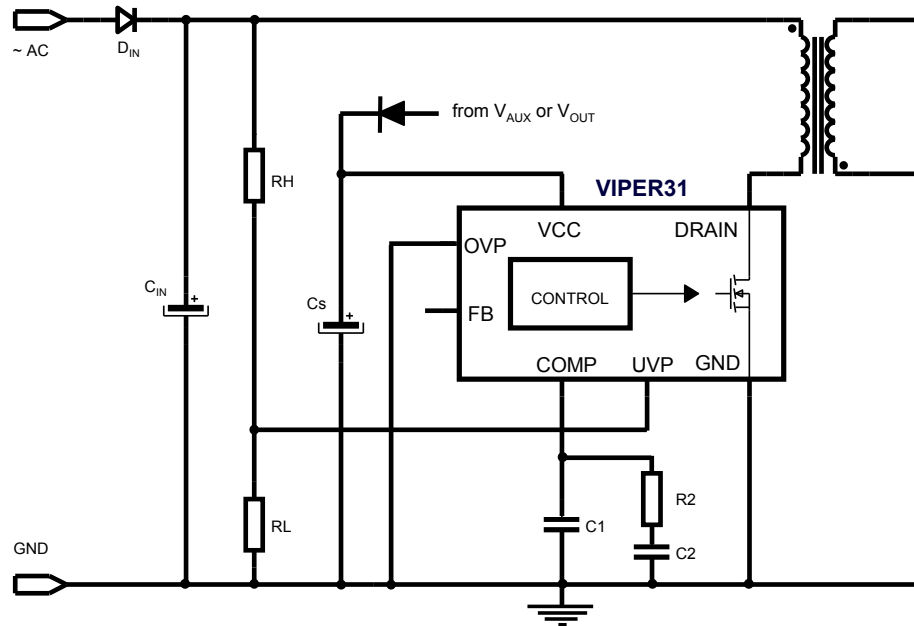 ~ AC
D_IN
from V_AUX or V_OUT
RH
VIPER31
VCC
DRAIN
OVP
C_IN
+
Cs
+
CONTROL
FB
COMP
UVP
GND
R2
RL
C1
C2
GND